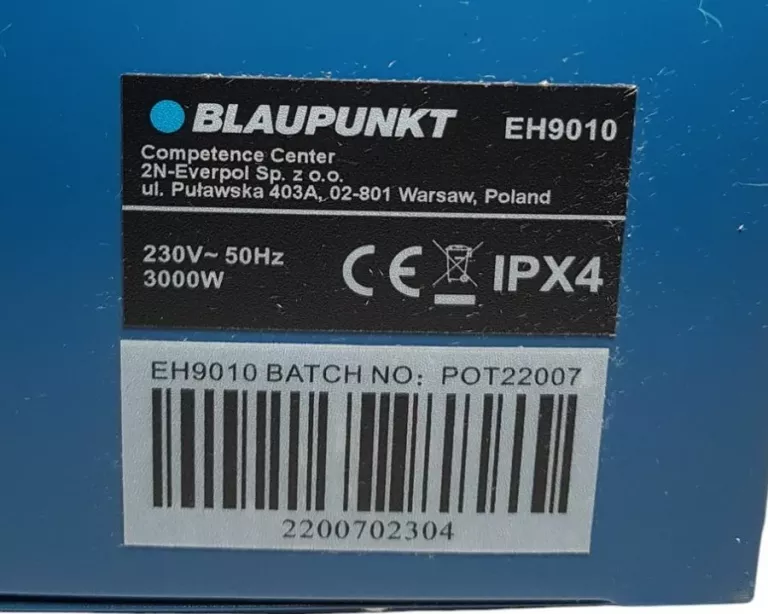 BLAUPUNKT EH9010
Competence Center
2N-Everpol Sp. z o.o.
ul. Puławska 403A, 02-801 Warsaw, Poland
230V~ 50Hz
3000W
CE IPX4
EH9010 BATCH NO: POT22007
2200702304